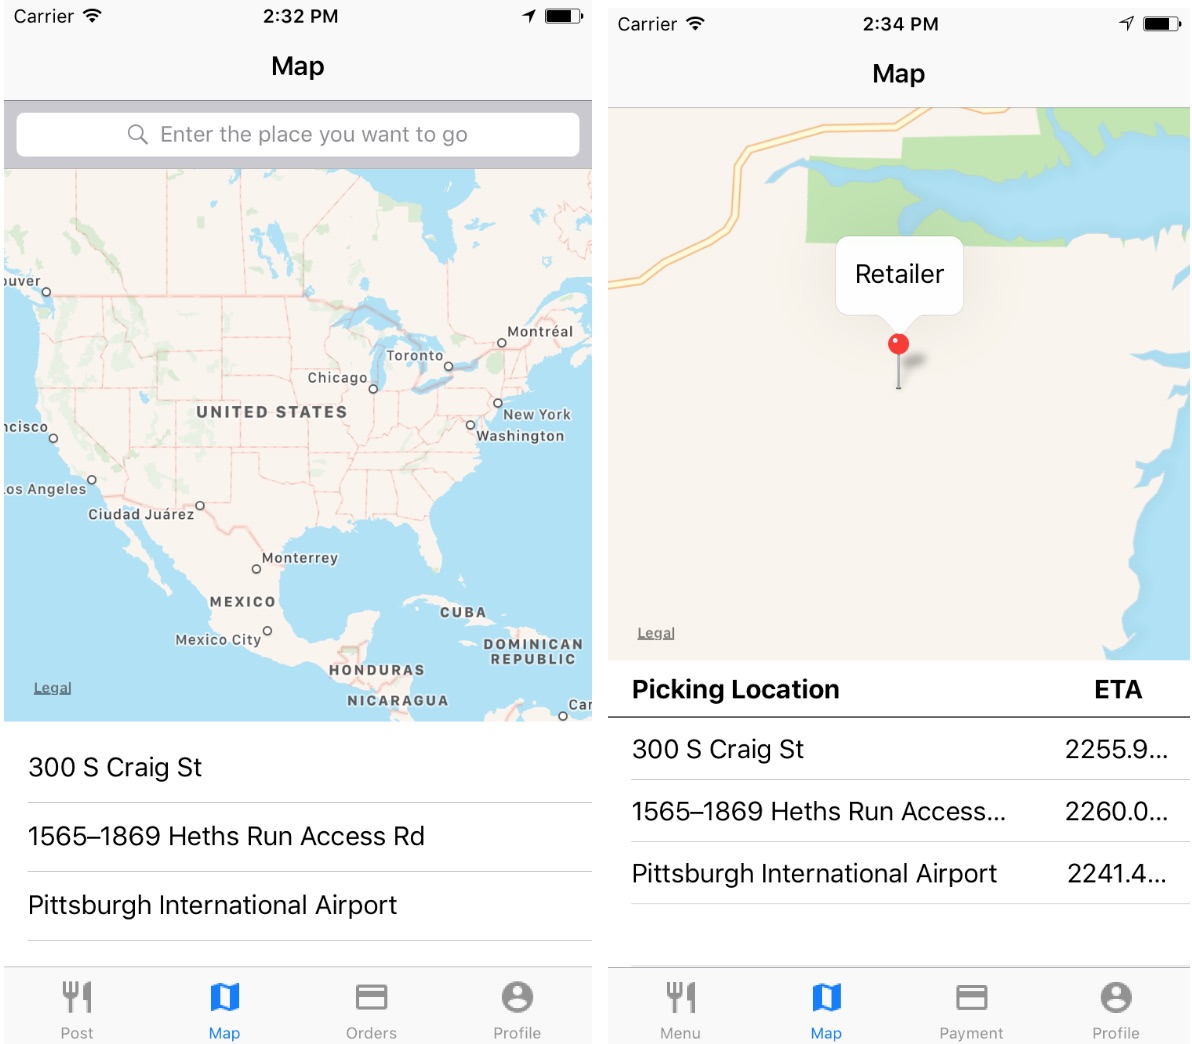 Carrier 2:32 PM
Map
Enter the place you want to go
ouver
Montréal
Toronto
Chicago
UNITED STATES
New York
ncisco
Washington
os Angeles
Ciudad Juárez
Monterrey
MEXICO
CUBA
Mexico City
DOMINICAN
REPUBLIC
HONDURAS
Legal
NICARAGUA
Car
300 S Craig St
1565–1869 Heths Run Access Rd
Pittsburgh International Airport
Post Map Orders Profile
Carrier 2:34 PM
Map
Retailer
Legal
Picking Location ETA
300 S Craig St 2255.9...
1565–1869 Heths Run Access... 2260.0...
Pittsburgh International Airport 2241.4...
Menu Map Payment Profile